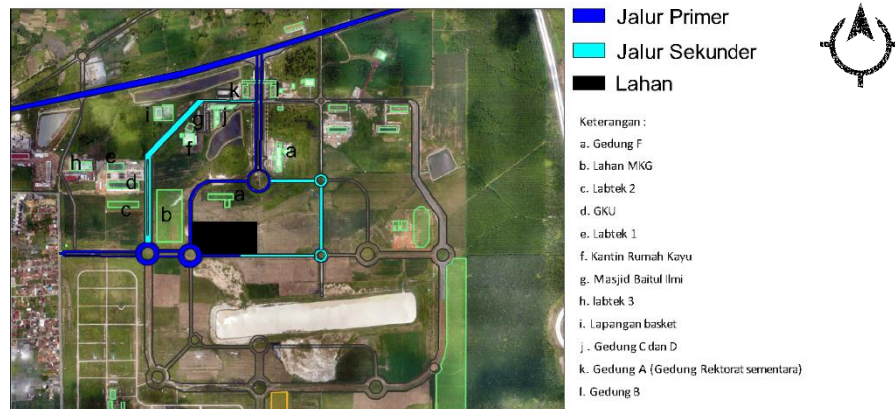 Jalur Primer
Jalur Sekunder
Lahan
Keterangan :
a. Gedung F
b. Lahan MKG
c. Labtek 2
d. GKU
e. Labtek 1
f. Kantin Rumah Kayu
g. Masjid Baitul Ilmi
h. labtek 3
i. Lapangan basket
j . Gedung C dan D
k. Gedung A (Gedung Rektorat sementara)
l. Gedung B
k
l
i
g
j
f
h
e
a
d
c
b
a